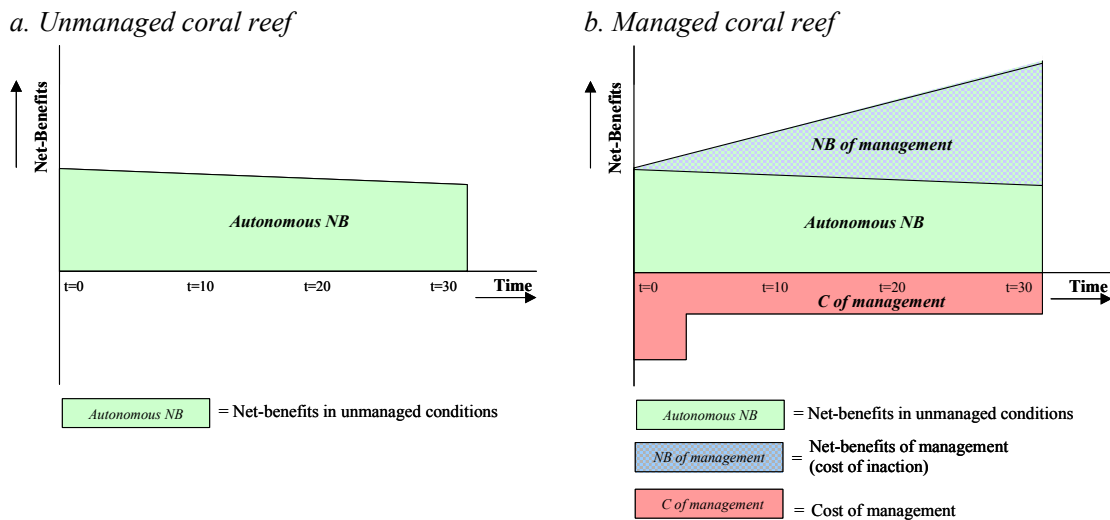 a. Unmanaged coral reef
Net-Benefits
Autonomous NB
t=0
t=10
t=20
t=30
Time
Autonomous NB
= Net-benefits in unmanaged conditions
b. Managed coral reef
Net-Benefits
NB of management
Autonomous NB
t=0
t=10
t=20
t=30
Time
C of management
Autonomous NB
= Net-benefits in unmanaged conditions
NB of management
= Net-benefits of management
(cost of inaction)
C of management
= Cost of management